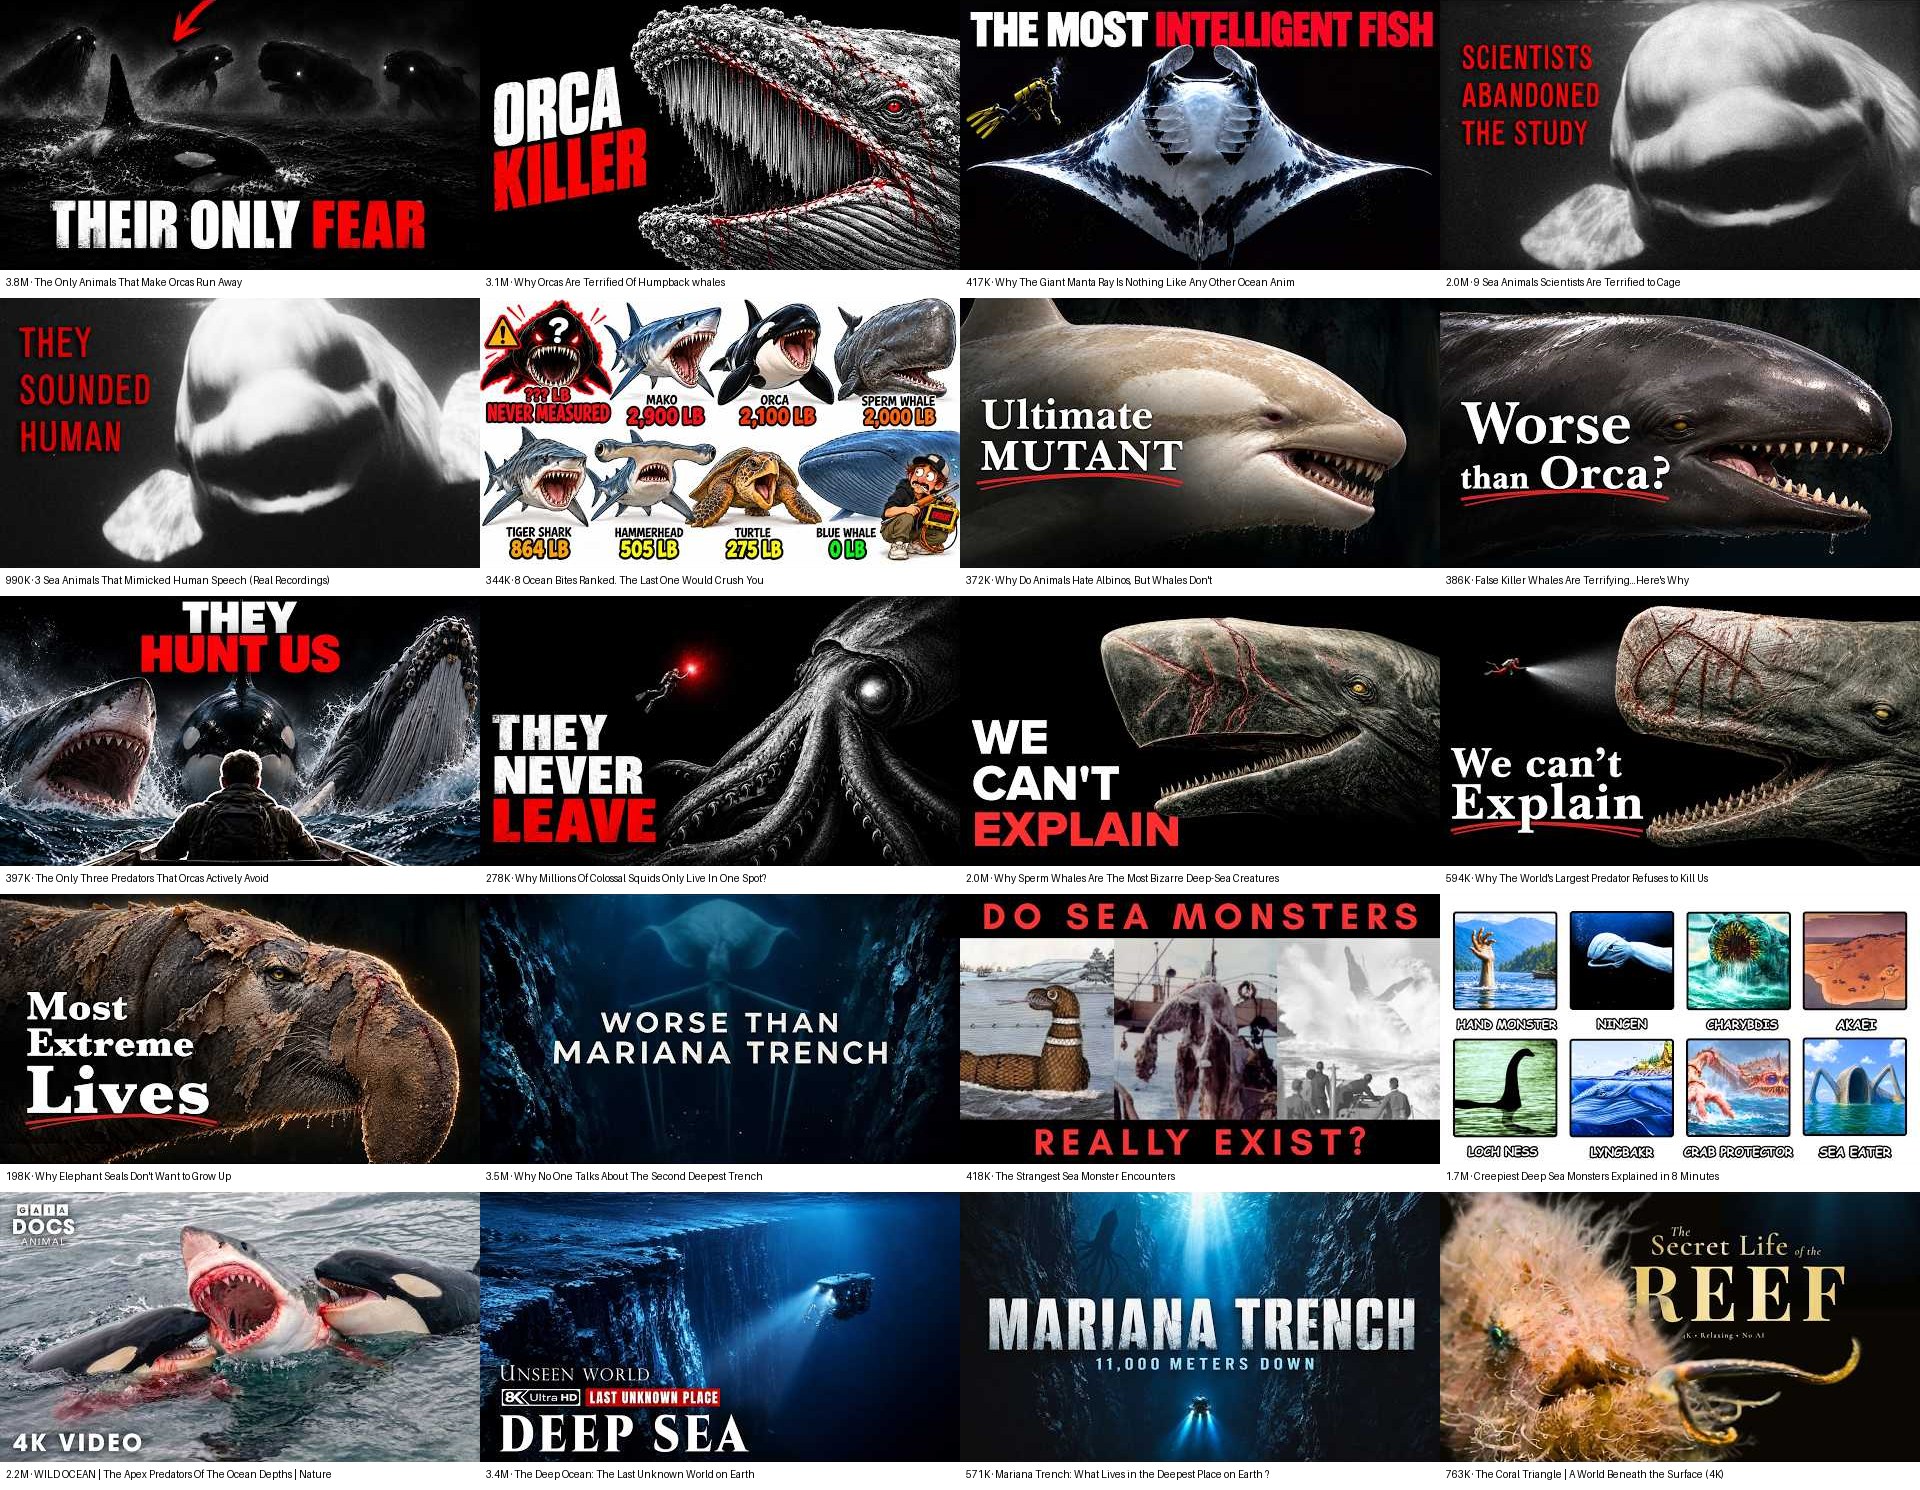 THEIR ONLY FEAR
3.8M · The Only Animals That Make Orcas Run Away
ORCA
KILLER
3.1M · Why Orcas Are Terrified Of Humpback whales
THE MOST INTELLIGENT FISH
417K · Why The Giant Manta Ray Is Nothing Like Any Other Ocean Anim
SCIENTISTS
ABANDONED
THE STUDY
2.0M · 9 Sea Animals Scientists Are Terrified to Cage
THEY
SOUNDED
HUMAN
990K · 3 Sea Animals That Mimicked Human Speech (Real Recordings)
?
??? LB
NEVER MEASURED
MAKO
2,900 LB
ORCA
2,100 LB
SPERM WHALE
2,000 LB
TIGER SHARK
864 LB
HAMMERHEAD
505 LB
TURTLE
275 LB
BLUE WHALE
0 LB
344K · 8 Ocean Bites Ranked. The Last One Would Crush You
Ultimate
MUTANT
372K · Why Do Animals Hate Albinos, But Whales Don't
Worse
than Orca?
386K · False Killer Whales Are Terrifying...Here's Why
THEY
HUNT US
397K · The Only Three Predators That Orcas Actively Avoid
THEY
NEVER
LEAVE
278K · Why Millions Of Colossal Squids Only Live In One Spot?
WE
CAN'T
EXPLAIN
2.0M · Why Sperm Whales Are The Most Bizarre Deep-Sea Creatures
We can't
Explain
594K · Why The World's Largest Predator Refuses to Kill Us
Most
Extreme
Lives
198K · Why Elephant Seals Don't Want to Grow Up
WORSE THAN
MARIANA TRENCH
3.5M · Why No One Talks About The Second Deepest Trench
DO SEA MONSTERS
REALLY EXIST?
418K · The Strangest Sea Monster Encounters
HAND MONSTER
NINGEN
CHARYBDIS
AKAEI
LOCH NESS
LYNGBAKR
CRAB PROTECTOR
SEA EATER
1.7M · Creepiest Deep Sea Monsters Explained in 8 Minutes
GAIA
DOCS
ANIMAL
4K VIDEO
2.2M · WILD OCEAN | The Apex Predators Of The Ocean Depths | Nature
UNSEEN WORLD
8K Ultra HD LAST UNKNOWN PLACE
DEEP SEA
3.4M · The Deep Ocean: The Last Unknown World on Earth
MARIANA TRENCH
11,000 METERS DOWN
571K · Mariana Trench: What Lives in the Deepest Place on Earth ?
The
Secret Life of the
REEF
4K • Relaxing • No AI
763K · The Coral Triangle | A World Beneath the Surface (4K)